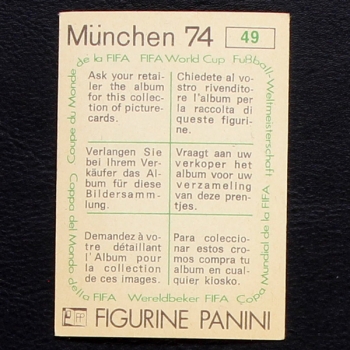 München 74
49
de la FIFA FIFA World Cup Fußball-Weltmeisterschaft
Ask your retai-
ler the album
for this collec-
tion of picture-
cards.
Chiedete al vo-
stro rivendito-
re l'album per
la raccolta di
queste figuri-
ne.
Verlangen Sie
bei Ihrem Ver-
käufer das Album
für diese
Bildersamm-
lung.
Vraagt aan uw
verkoper het
album voor uw
verzameling
van deze pren-
tjes.
Demandez à vo-
tre détaillant
l'Album pour
la collection
de ces images.
Para coleccio-
nar estos cro-
mos compra tu
album en cual-
quier kiosko.
Coupe du Monde
Coppa del Mondo
della FIFA Wereldbeker FIFA Copa Mundial de la FIFA
FIGURINE PANINI